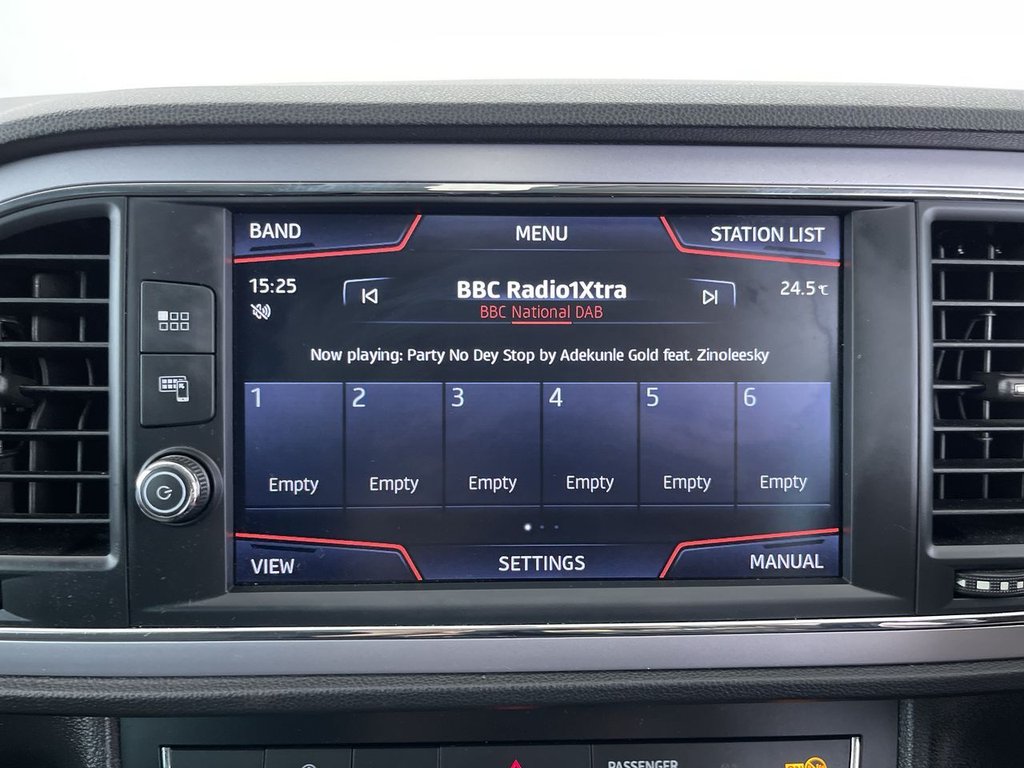 BAND MENU STATION LIST
15:25 BBC Radio1Xtra 24.5℃
BBC National DAB
Now playing: Party No Dey Stop by Adekunle Gold feat. Zinoleesky
1 2 3 4 5 6
Empty Empty Empty Empty Empty Empty
VIEW SETTINGS MANUAL
PASSENGER